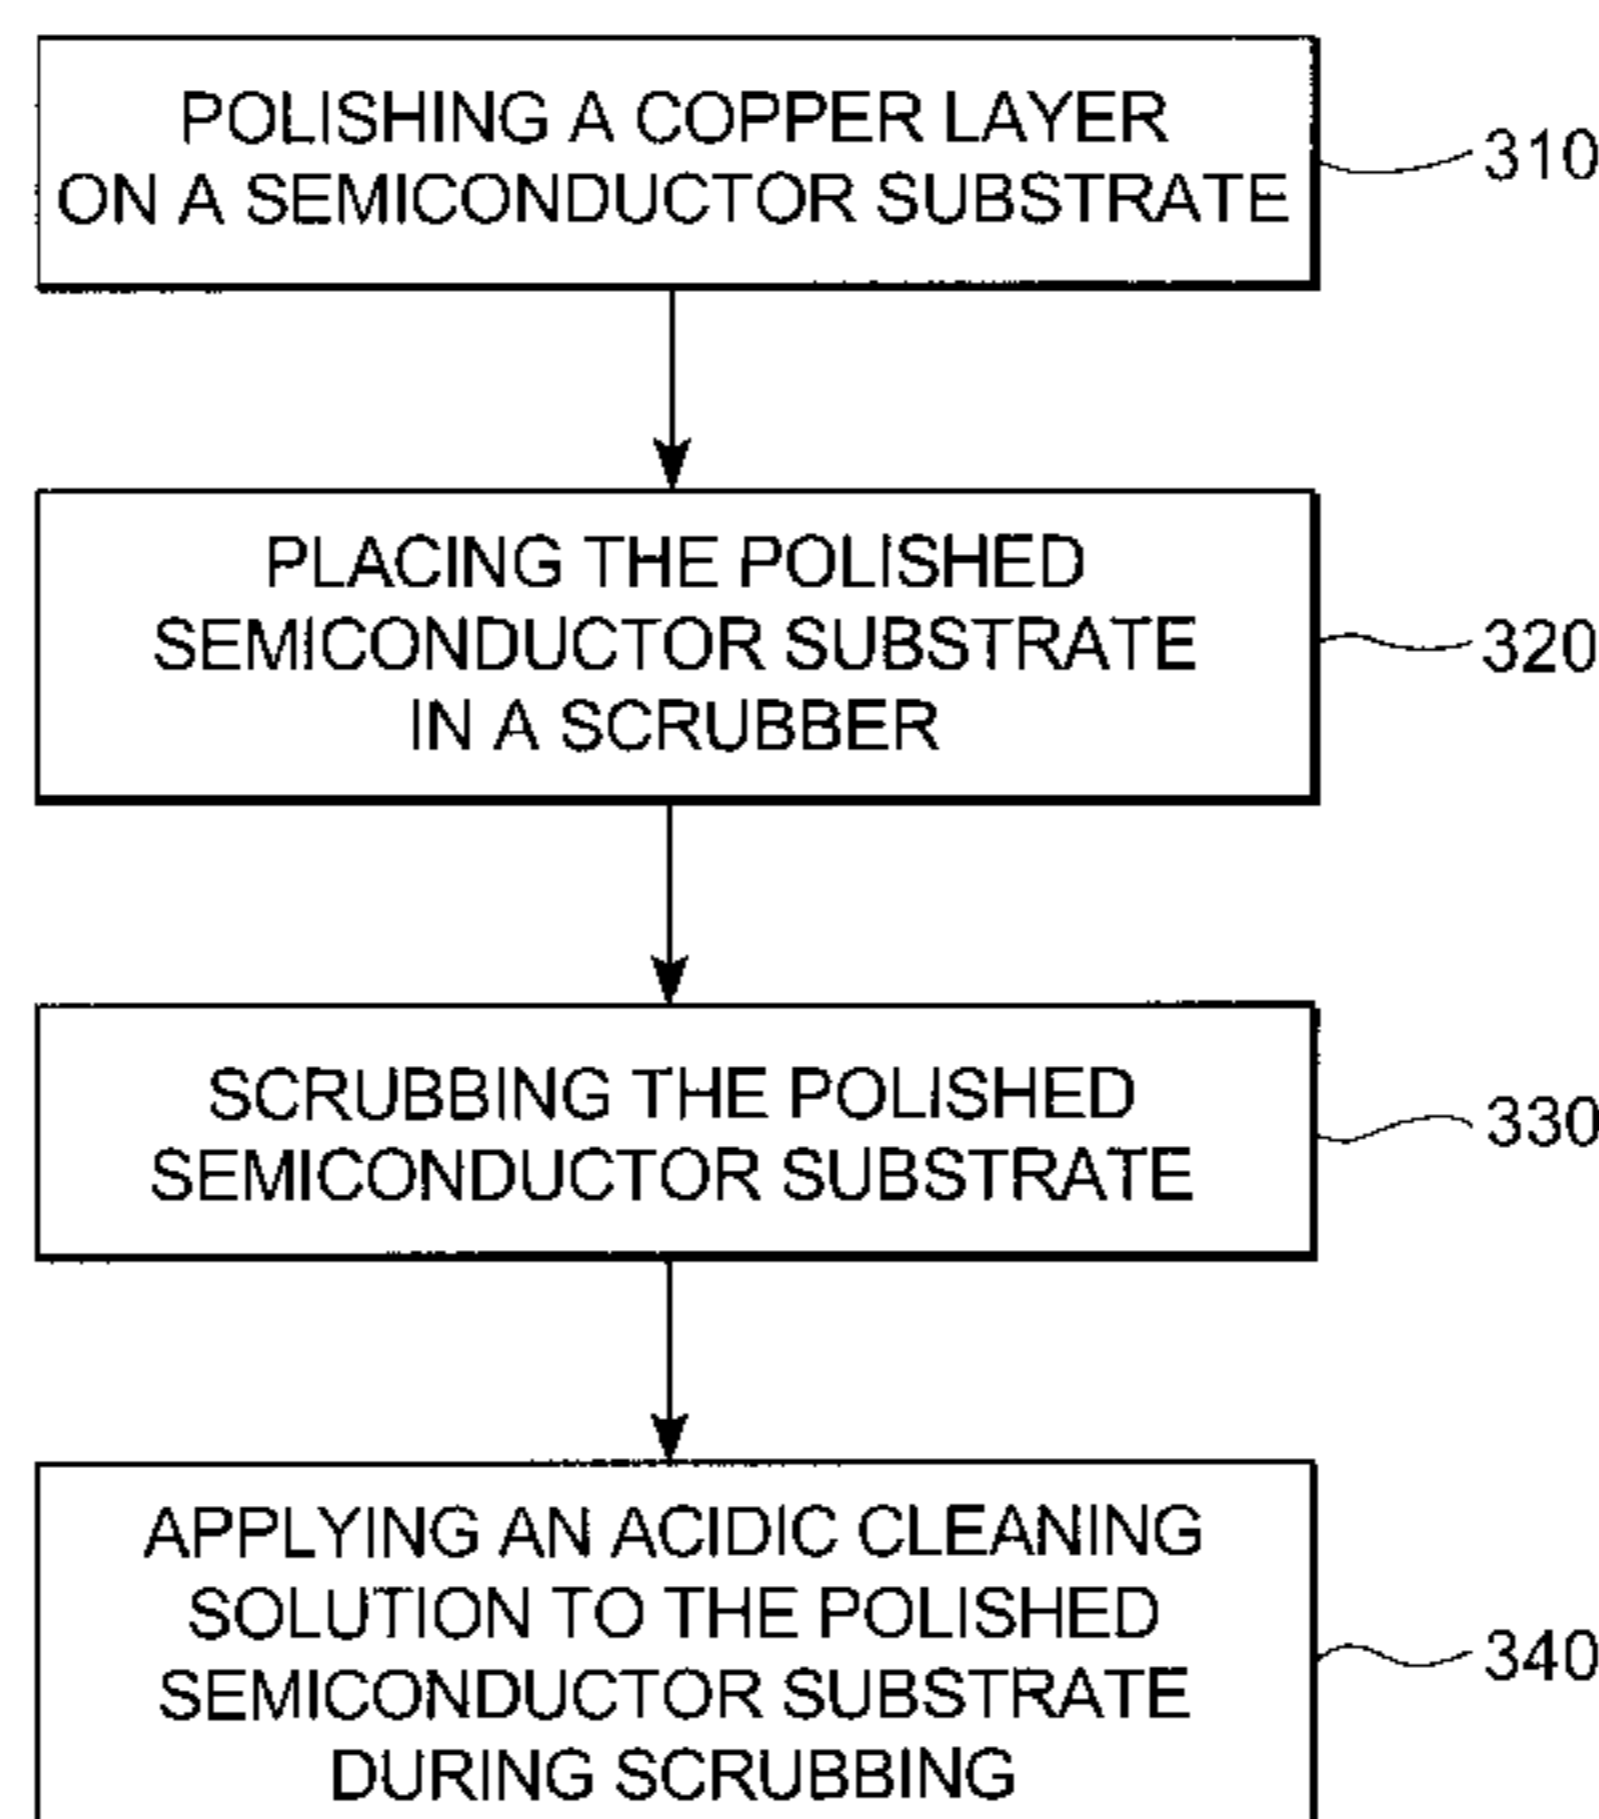 POLISHING A COPPER LAYER
ON A SEMICONDUCTOR SUBSTRATE
310
PLACING THE POLISHED
SEMICONDUCTOR SUBSTRATE
IN A SCRUBBER
320
SCRUBBING THE POLISHED
SEMICONDUCTOR SUBSTRATE
330
APPLYING AN ACIDIC CLEANING
SOLUTION TO THE POLISHED
SEMICONDUCTOR SUBSTRATE
DURING SCRUBBING
340